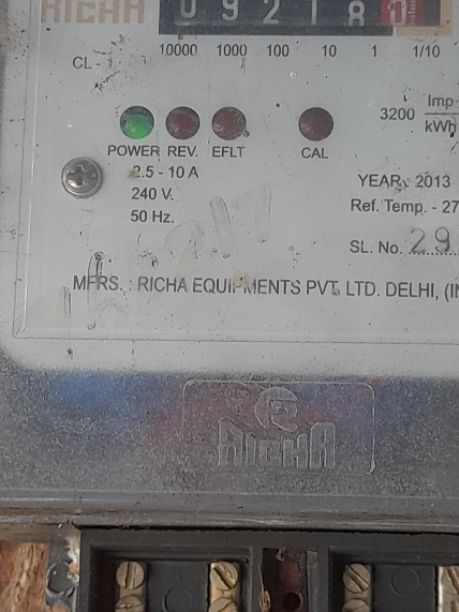 RICHA 0 9 2 1 8 1
10000 1000 100 10 1 1/10
CL - 1
3200 Imp
kWh
POWER REV. EFLT CAL
2.5 - 10 A
240 V.
50 Hz.
YEAR : 2013
Ref. Temp. - 27
SL. No. 29
MFRS. : RICHA EQUIPMENTS PVT. LTD. DELHI, (IN
RICHA